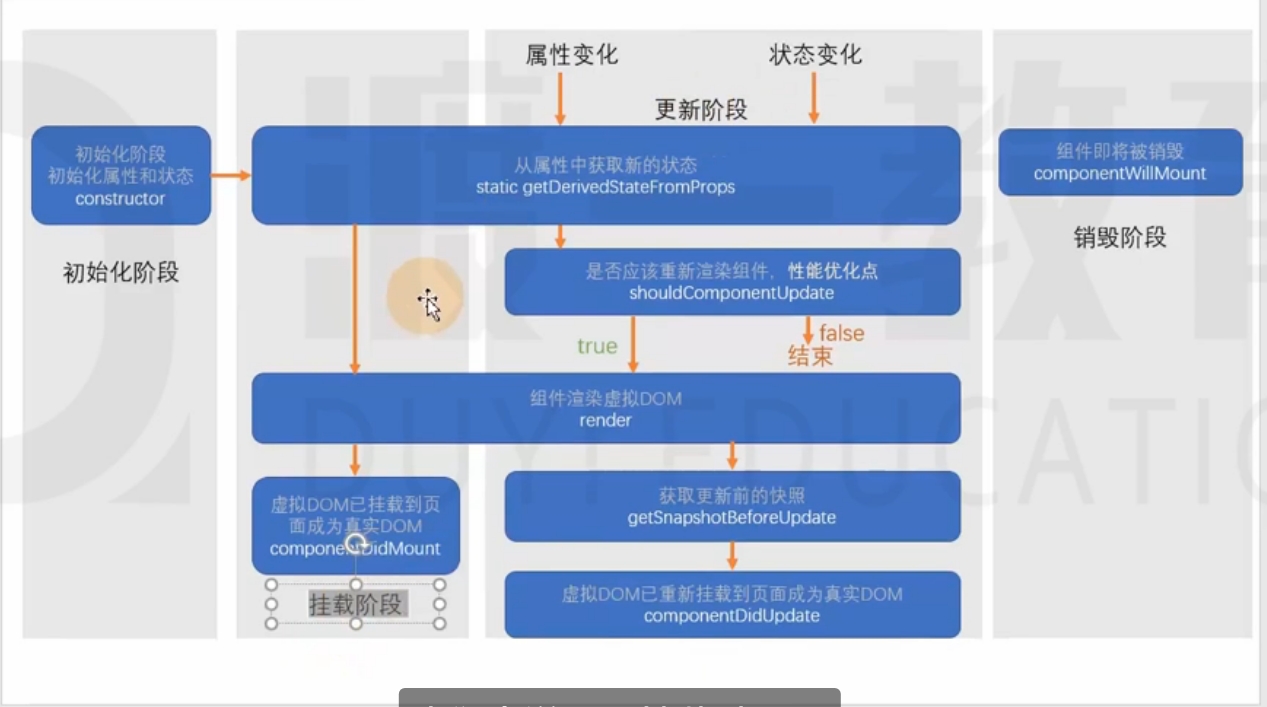 属性变化
状态变化
更新阶段
初始化阶段
初始化属性和状态
constructor
初始化阶段
从属性中获取新的状态
static getDerivedStateFromProps
组件即将被销毁
componentWillMount
销毁阶段
是否应该重新渲染组件，性能优化点
shouldComponentUpdate
true
false
结束
组件渲染虚拟DOM
render
虚拟DOM已挂载到页
面成为真实DOM
componentDidMount
挂载阶段
获取更新前的快照
getSnapshotBeforeUpdate
虚拟DOM已重新挂载到页面成为真实DOM
componentDidUpdate
DUYI EDUCATIO